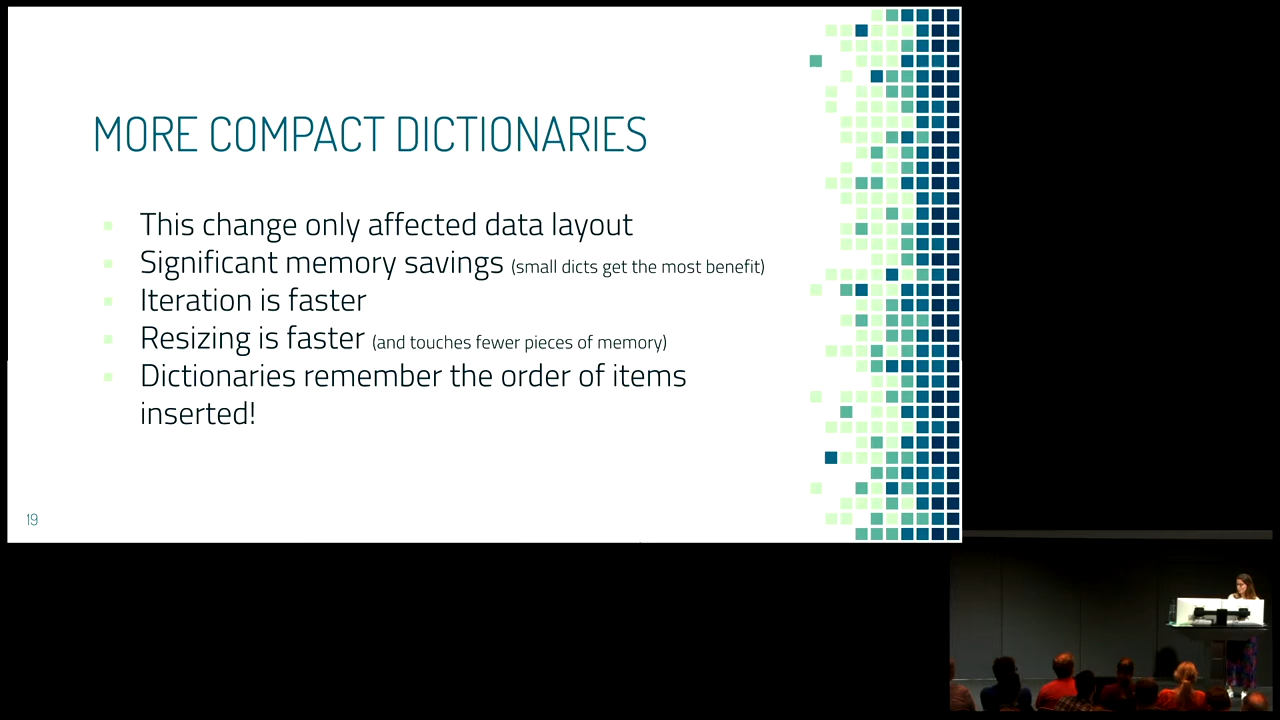 MORE COMPACT DICTIONARIES
This change only affected data layout
Significant memory savings (small dicts get the most benefit)
Iteration is faster
Resizing is faster (and touches fewer pieces of memory)
Dictionaries remember the order of items
inserted!
19